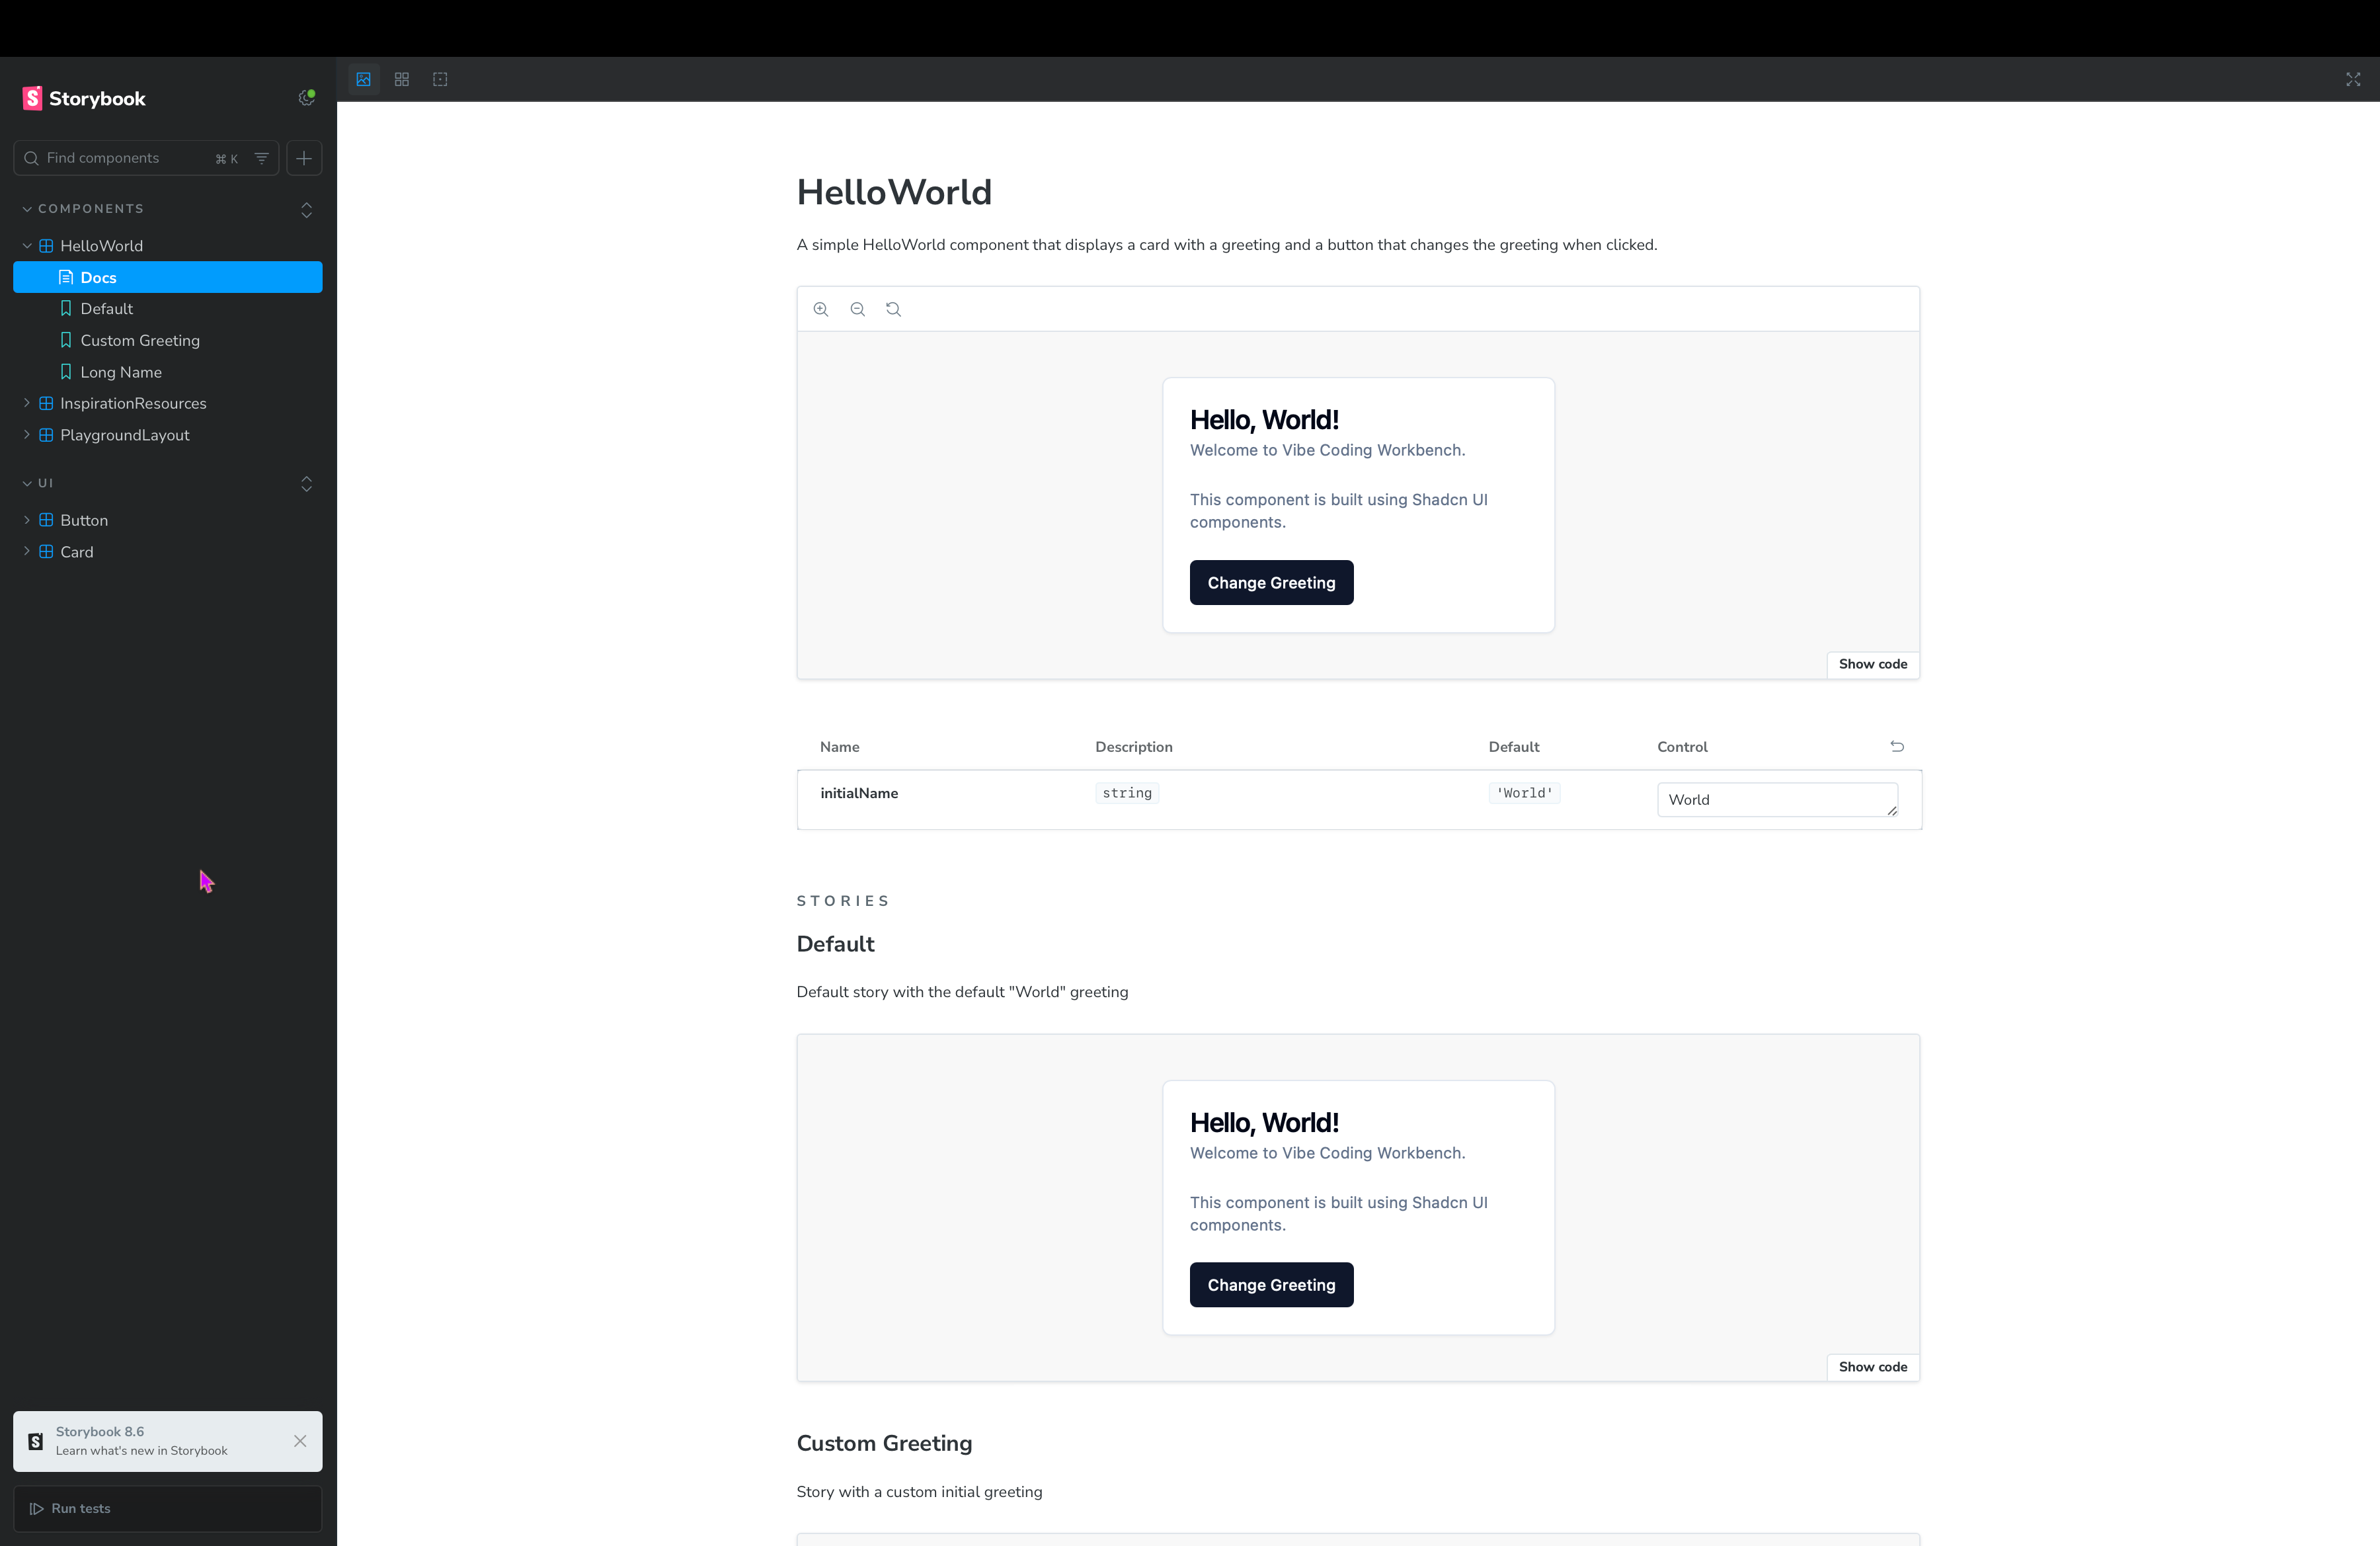 Storybook
Find components
⌘ K
COMPONENTS
HelloWorld
Docs
Default
Custom Greeting
Long Name
InspirationResources
PlaygroundLayout
UI
Button
Card
Storybook 8.6
Learn what's new in Storybook
Run tests
HelloWorld
A simple HelloWorld component that displays a card with a greeting and a button that changes the greeting when clicked.
Hello, World!
Welcome to Vibe Coding Workbench.
This component is built using Shadcn UI
components.
Change Greeting
Show code
Name Description Default Control
initialName string 'World' World
STORIES
Default
Default story with the default "World" greeting
Hello, World!
Welcome to Vibe Coding Workbench.
This component is built using Shadcn UI
components.
Change Greeting
Show code
Custom Greeting
Story with a custom initial greeting